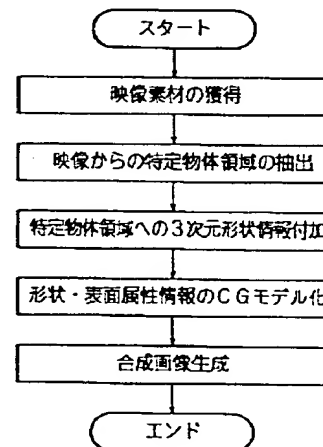 スタート
映像素材の獲得
映像からの特定物体領域の抽出
特定物体領域への3次元形状情報付加
形状・表面属性情報のCGモデル化
合成画像生成
エンド